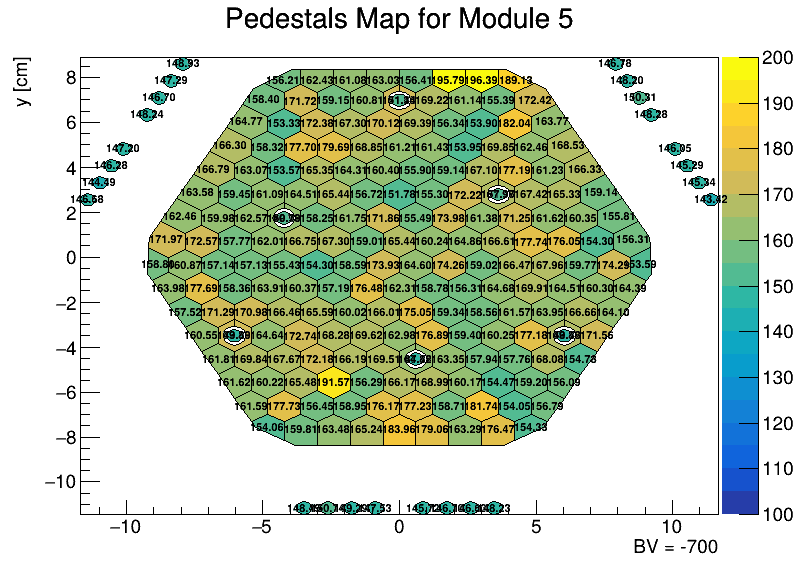 Pedestals Map for Module 5
y [cm]
148.93 146.78
147.29 148.20
146.70 150.31
148.24 148.28
147.20 146.05
146.28 145.29
145.34
143.42
156.21 162.43 161.08 163.03 156.41 195.79 196.39 189.13
158.40 171.72 159.15 160.81 169.22 161.14 155.39 172.42
164.77 153.33 172.38 167.30 170.12 169.39 156.34 153.90 182.04 163.77
166.30 158.32 177.70 179.69 168.85 161.21 161.43 153.95 169.85 162.46 168.53
166.79 163.07 153.57 165.35 164.31 160.40 155.90 159.14 167.10 177.19 161.23 166.33
163.58 159.45 161.09 164.51 165.44 156.72 151.78 155.30 172.22 167.42 165.33 159.14
162.46 159.98 162.57 158.25 161.75 171.86 155.49 173.98 161.38 171.25 161.62 160.35 155.81
171.97 172.57 157.77 162.01 166.75 167.30 159.01 165.44 160.24 164.86 166.61 177.74 176.05 154.30 156.31
157.14 157.13 155.43 154.30 158.59 173.93 164.60 174.26 159.02 166.47 167.96 159.77 174.29
163.98 177.69 158.36 163.91 160.37 157.19 176.48 162.31 157.81 156.31 164.68 169.91 164.51 160.30 164.39
157.52 171.29 170.98 166.46 165.59 160.02 166.01 175.05 159.34 158.56 161.57 163.95 166.66 164.10
160.55 164.64 172.74 168.28 169.62 162.98 176.89 159.40 160.25 177.18 171.56
161.81 169.84 167.67 172.18 166.19 169.51 163.35 157.94 157.76 168.08 154.78
161.62 160.22 165.48 191.57 156.29 166.17 168.99 160.17 154.47 159.20 156.09
161.59 177.73 156.45 158.95 176.17 177.23 158.71 181.74 154.05 156.79
154.06 159.81 163.48 165.24 183.96 179.06 163.29 176.47 154.33
148.23
8
6
4
2
0
−2
−4
−6
−8
−10
−10 −5 0 5 10
BV = -700
200
190
180
170
160
150
140
130
120
110
100